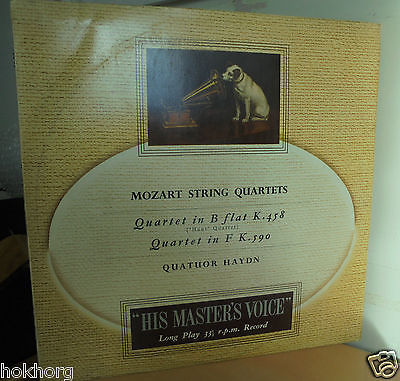 MOZART STRING QUARTETS
Quartet in B flat K.458
("Hunt" Quartet)
Quartet in F K.590
QUATUOR HAYDN
"HIS MASTER'S VOICE"
Long Play 33⅓ r.p.m. Record
hokhorg